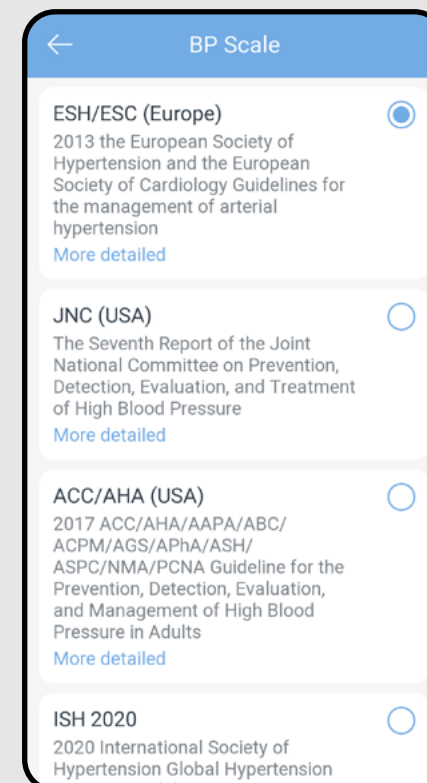 BP Scale
ESH/ESC (Europe)
2013 the European Society of
Hypertension and the European
Society of Cardiology Guidelines for
the management of arterial
hypertension
More detailed
JNC (USA)
The Seventh Report of the Joint
National Committee on Prevention,
Detection, Evaluation, and Treatment
of High Blood Pressure
More detailed
ACC/AHA (USA)
2017 ACC/AHA/AAPA/ABC/
ACPM/AGS/APhA/ASH/
ASPC/NMA/PCNA Guideline for the
Prevention, Detection, Evaluation,
and Management of High Blood
Pressure in Adults
More detailed
ISH 2020
2020 International Society of
Hypertension Global Hypertension